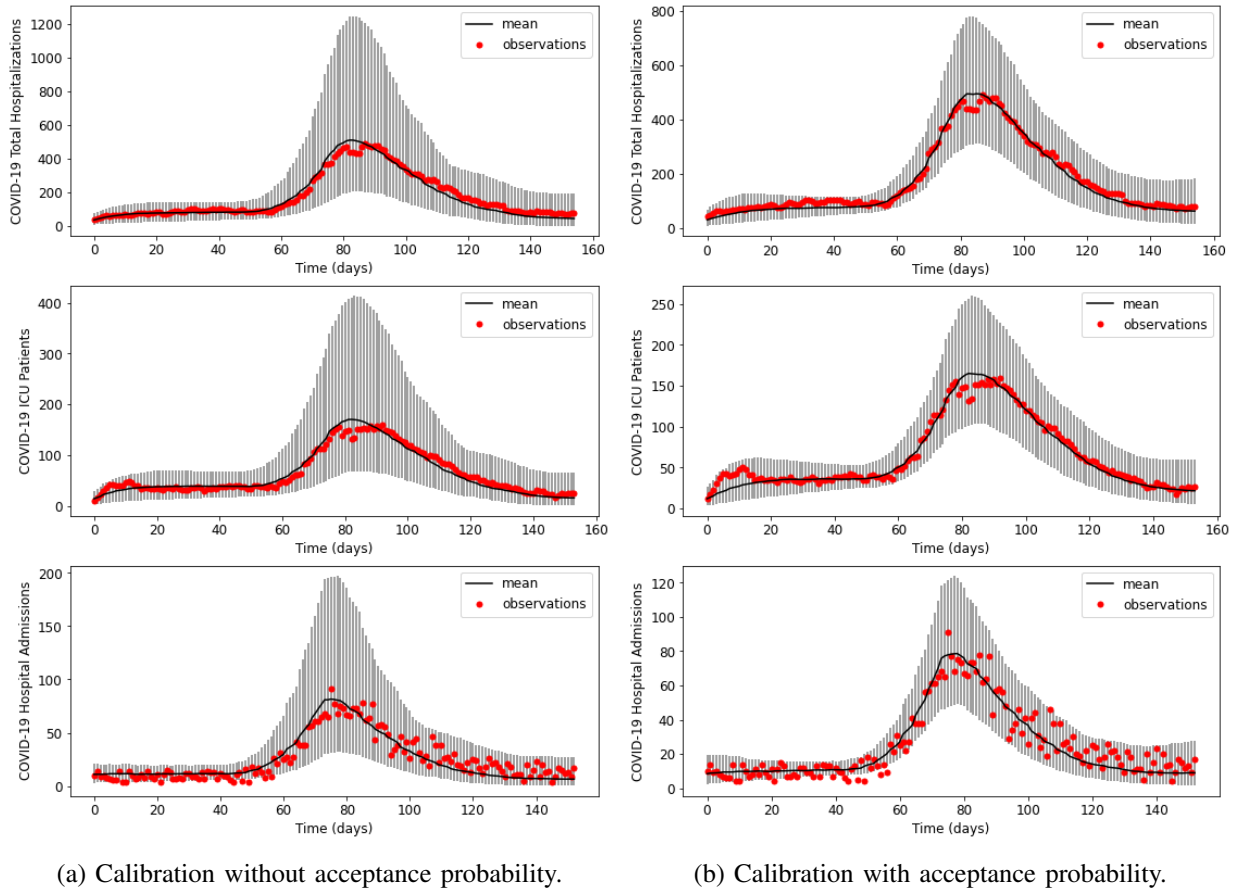 COVID-19 Total Hospitalizations
1200
1000
800
600
400
200
0
mean
observations
0 20 40 60 80 100 120 140 160
Time (days)
COVID-19 Total Hospitalizations
800
600
400
200
0
mean
observations
0 20 40 60 80 100 120 140 160
Time (days)
COVID-19 ICU Patients
400
300
200
100
0
mean
observations
0 20 40 60 80 100 120 140 160
Time (days)
COVID-19 ICU Patients
250
200
150
100
50
0
mean
observations
0 20 40 60 80 100 120 140 160
Time (days)
COVID-19 Hospital Admissions
200
150
100
50
0
mean
observations
0 20 40 60 80 100 120 140
Time (days)
COVID-19 Hospital Admissions
120
100
80
60
40
20
0
mean
observations
0 20 40 60 80 100 120 140
Time (days)
(a) Calibration without acceptance probability.
(b) Calibration with acceptance probability.